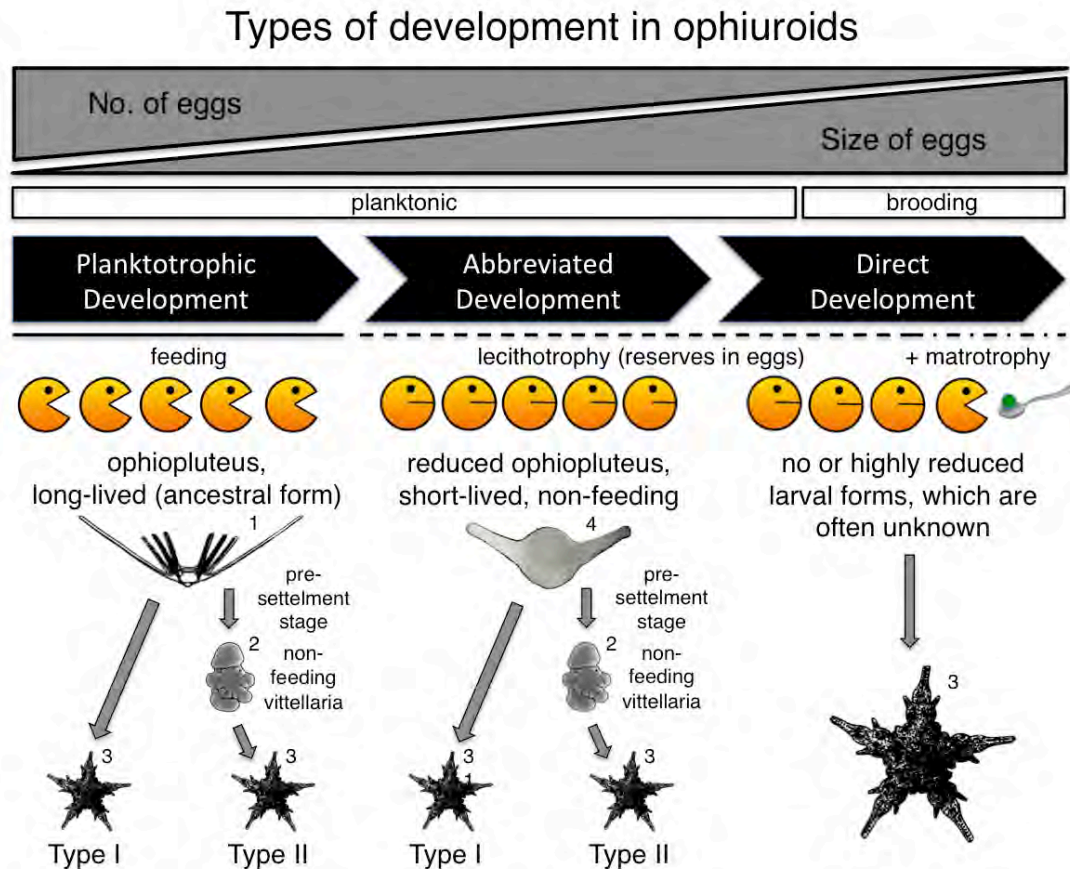 Types of development in ophiuroids
No. of eggs
Size of eggs
planktonic
brooding
Planktotrophic
Development
Abbreviated
Development
Direct
Development
feeding
lecithotrophy (reserves in eggs)
+ matrotrophy
ophiopluteus,
long-lived (ancestral form)
reduced ophiopluteus,
short-lived, non-feeding
no or highly reduced
larval forms, which are
often unknown
1
pre-
settelment
stage
2
non-
feeding
vittellaria
3
3
Type I
Type II
4
pre-
settelment
stage
2
non-
feeding
vittellaria
3
1
3
Type I
Type II
3